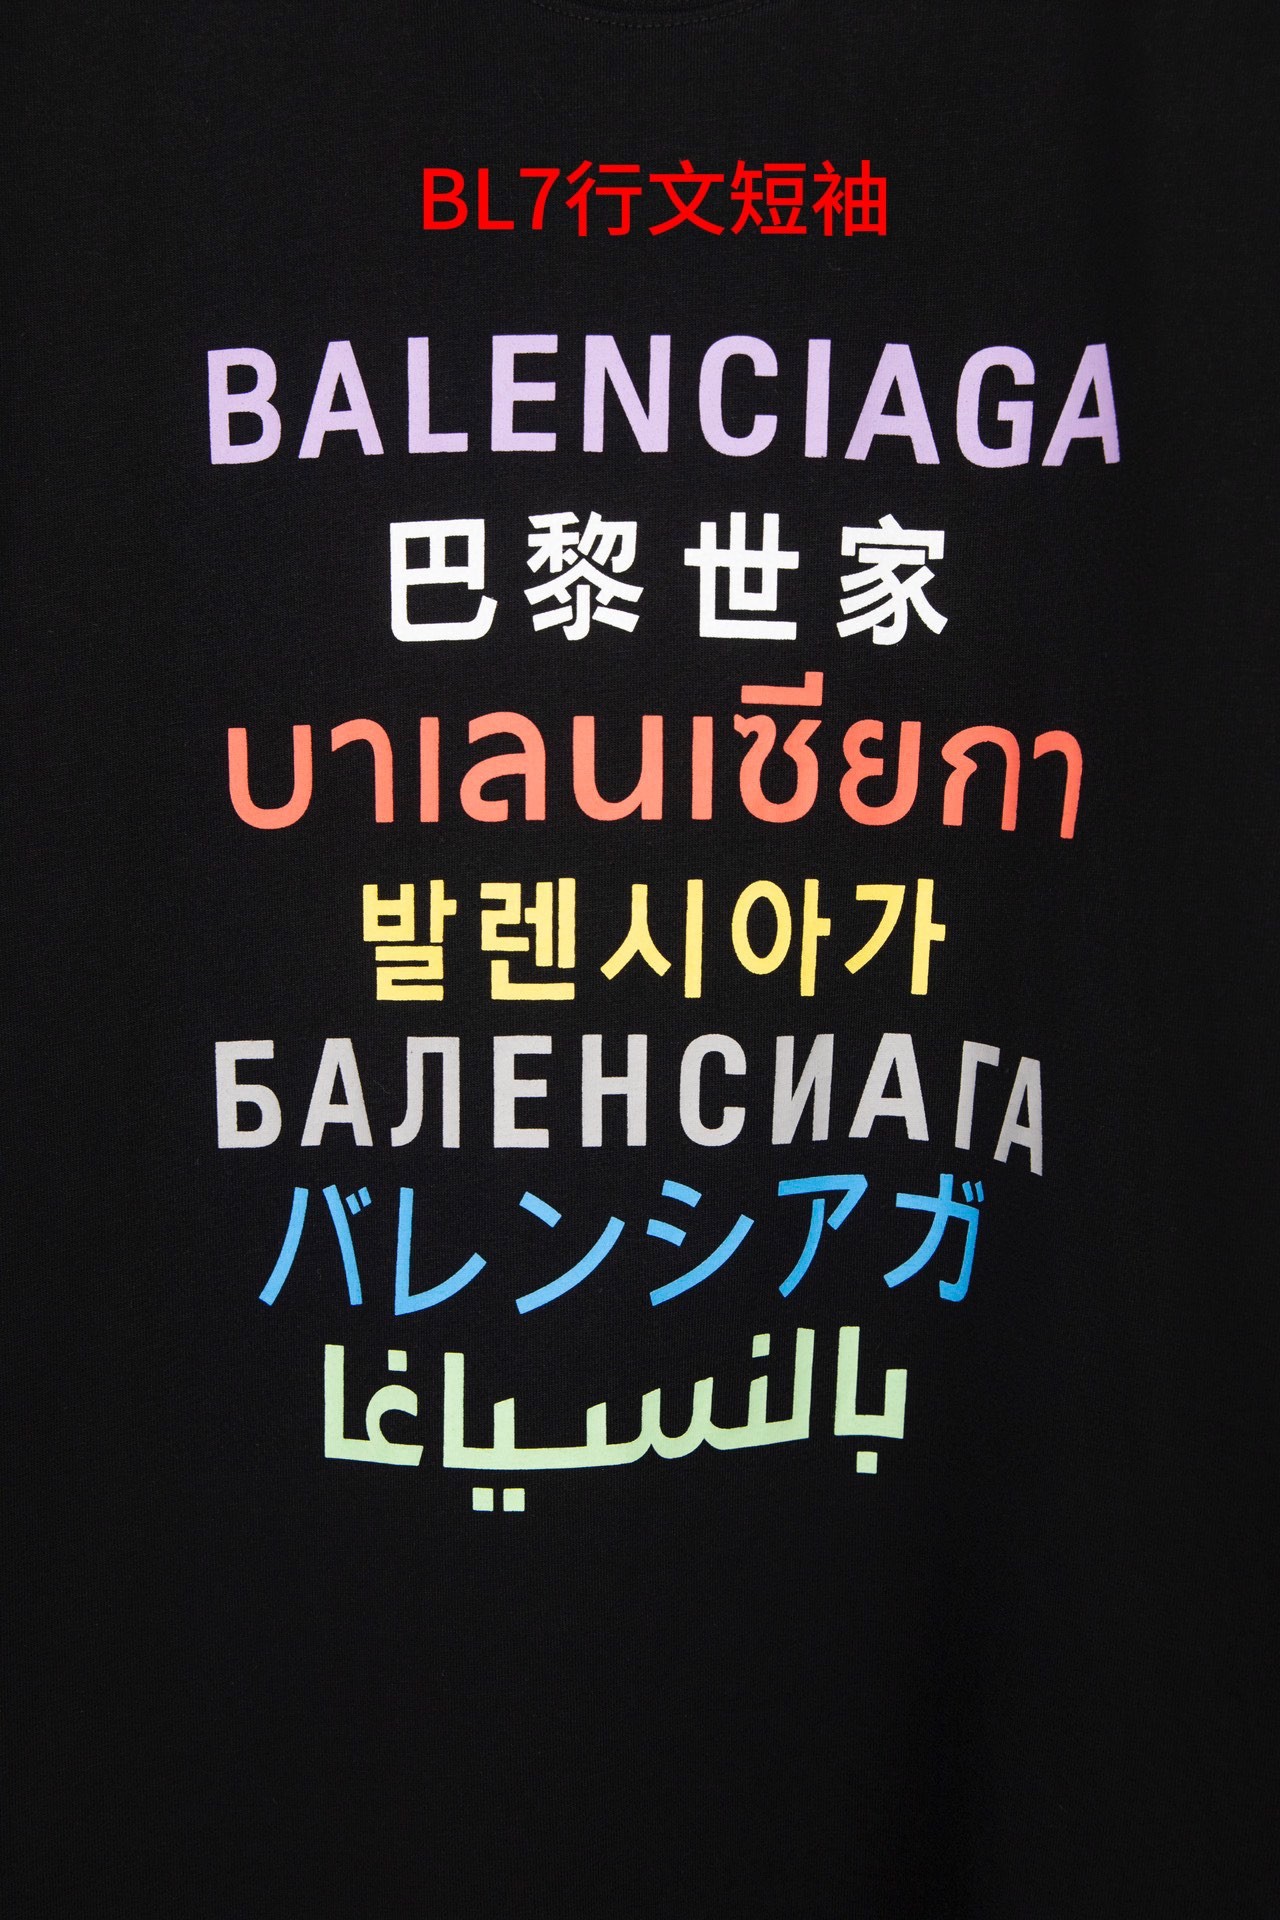 BL7行文短袖
BALENCIAGA
巴黎世家
บาเลนเซียกา
발렌시아가
БАЛЕНСИАГА
バレンシアガ
بالنسياغا